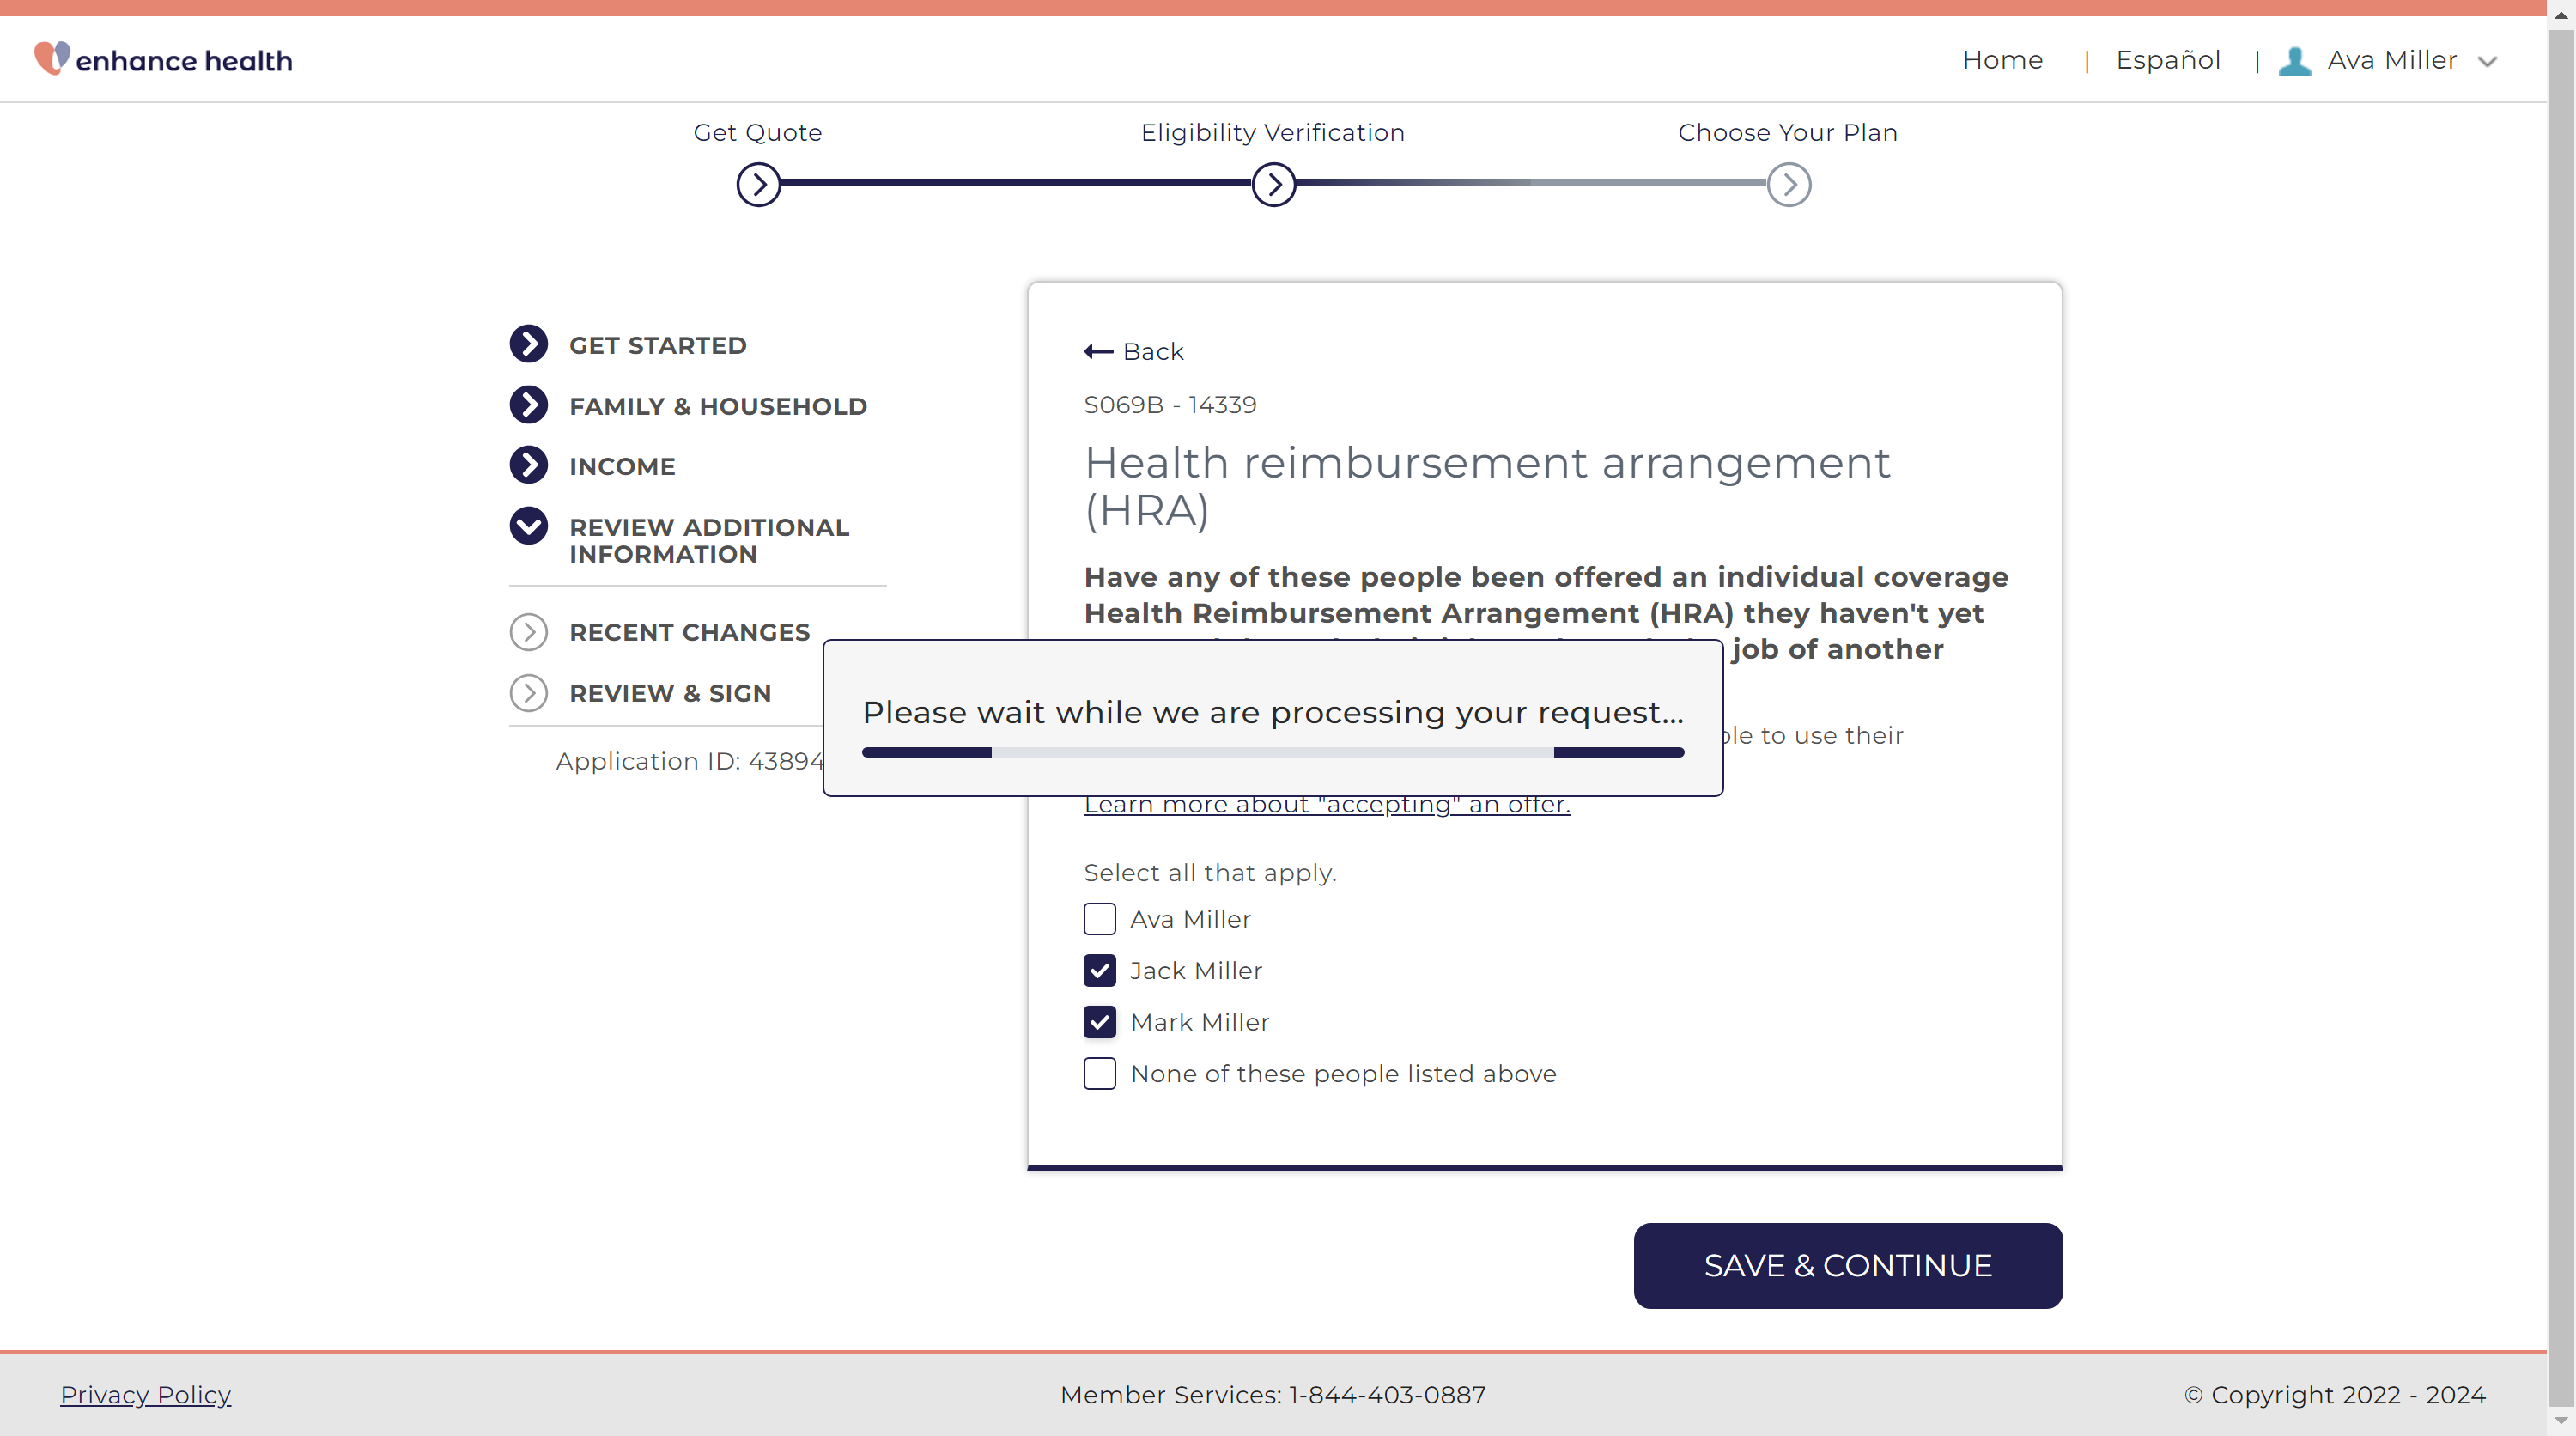 enhance health
Home | Español | Ava Miller
Get Quote
Eligibility Verification
Choose Your Plan
GET STARTED
FAMILY & HOUSEHOLD
INCOME
REVIEW ADDITIONAL
INFORMATION
RECENT CHANGES
REVIEW & SIGN
Application ID: 43894
Back
S069B - 14339
Health reimbursement arrangement
(HRA)
Have any of these people been offered an individual coverage
Health Reimbursement Arrangement (HRA) they haven't yet
job of another
Please wait while we are processing your request...
to use their
Learn more about "accepting" an offer.
Select all that apply.
Ava Miller
Jack Miller
Mark Miller
None of these people listed above
SAVE & CONTINUE
Privacy Policy
Member Services: 1-844-403-0887
© Copyright 2022 - 2024